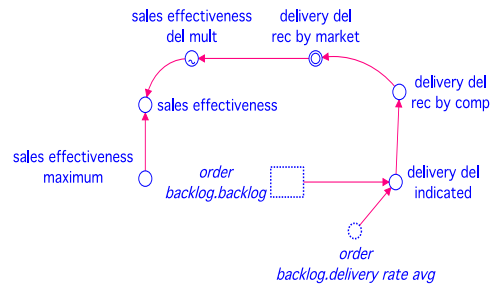 sales effectiveness
del mult
delivery del
rec by market
delivery del
rec by comp
sales effectiveness
sales effectiveness
maximum
order
backlog.backlog
delivery del
indicated
order
backlog.delivery rate avg